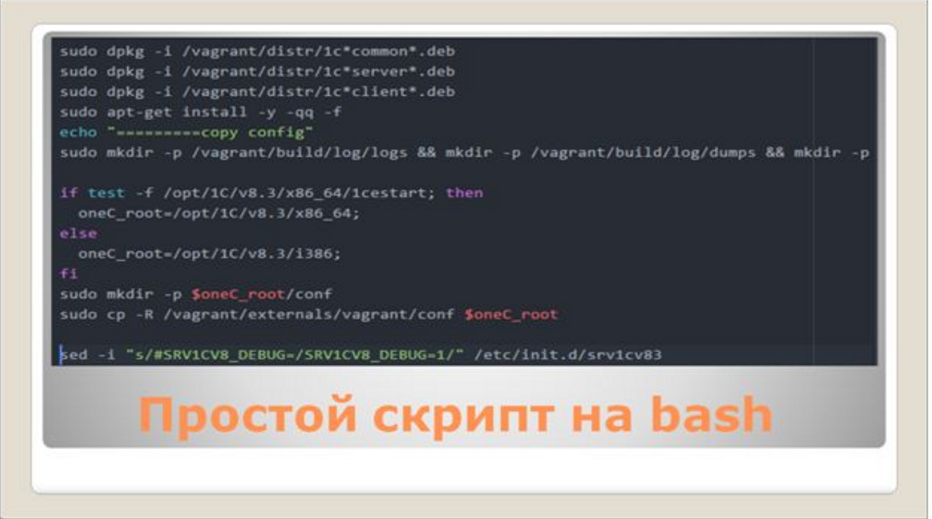 sudo dpkg -i /vagrant/distr/1c*common*.deb
sudo dpkg -i /vagrant/distr/1c*server*.deb
sudo dpkg -i /vagrant/distr/1c*client*.deb
sudo apt-get install -y -qq -f
echo "=========copy config"
sudo mkdir -p /vagrant/build/log/logs && mkdir -p /vagrant/build/log/dumps && mkdir -p
if test -f /opt/1C/v8.3/x86_64/1cestart; then
oneC_root=/opt/1C/v8.3/x86_64;
else
oneC_root=/opt/1C/v8.3/i386;
fi
sudo mkdir -p $oneC_root/conf
sudo cp -R /vagrant/externals/vagrant/conf $oneC_root
sed -i "s/#SRV1CV8_DEBUG=/SRV1CV8_DEBUG=1/" /etc/init.d/srv1cv83
Простой скрипт на bash